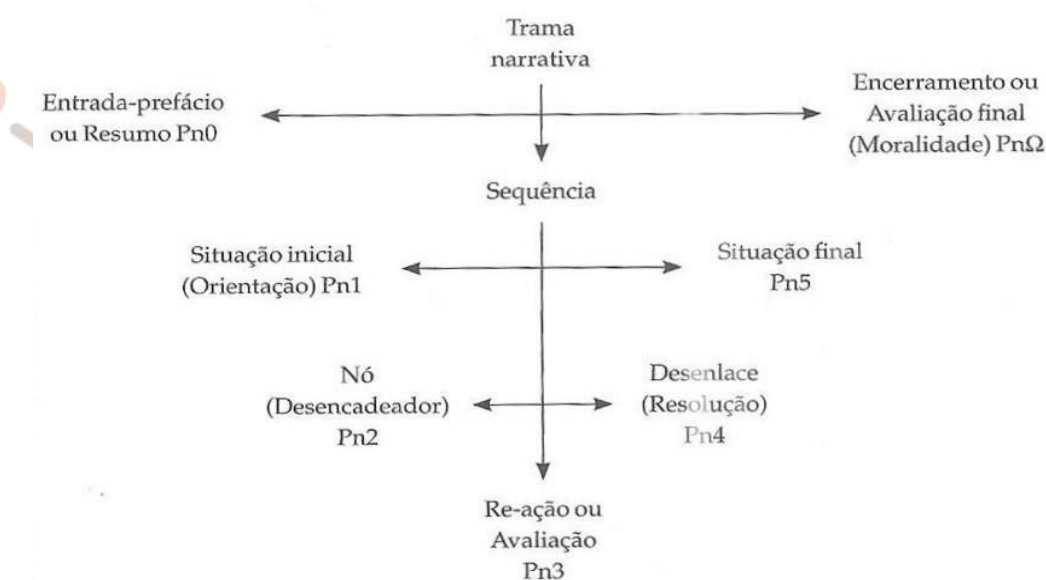 Trama
narrativa
Entrada-prefácio
ou Resumo Pn0
Encerramento ou
Avaliação final
(Moralidade) PnΩ
Sequência
Situação inicial
(Orientação) Pn1
Situação final
Pn5
Nó
(Desencadeador)
Pn2
Desenlace
(Resolução)
Pn4
Re-ação ou
Avaliação
Pn3